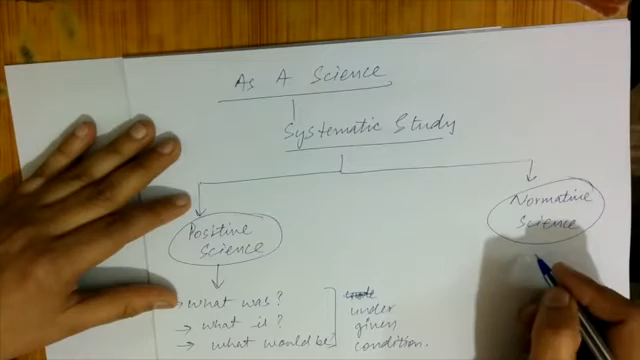 As A Science
Systematic Study
Positive
Science
Normative
Science
→ what was?
→ what is?
→ what would be?
under
given
condition.